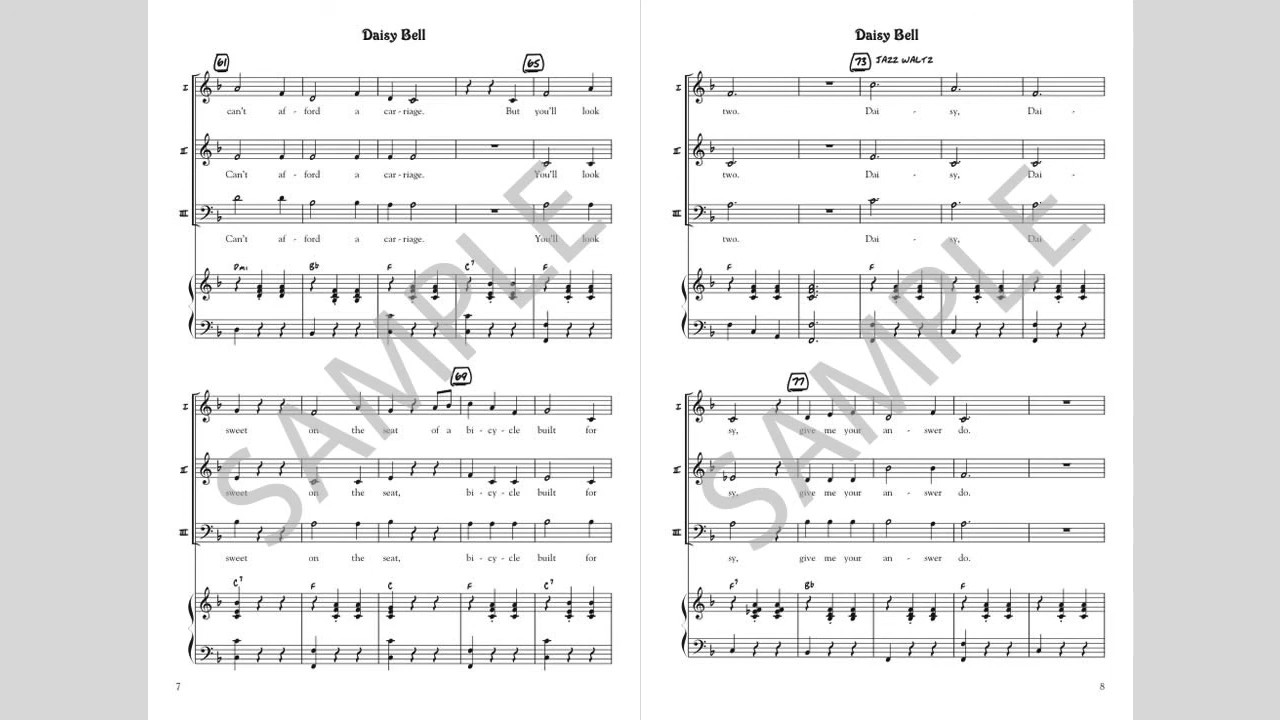 Daisy Bell
61 65
I
can't af - ford a car - riage. But you'll look
II
Can't af - ford a car - riage. You'll look
III
Can't af - ford a car - riage. You'll look
Dmi Bb F C7 F
69
I
sweet on the seat of a bi - cy - cle built for
II
sweet on the seat, bi - cy - cle built for
III
sweet on the seat, bi - cy - cle built for
C7 F C F C7
7
SAMPLE
Daisy Bell
73 JAZZ WALTZ
I
two. Dai - sy, Dai -
II
two. Dai - sy, Dai -
III
two. Dai - sy, Dai -
F F
77
I
sy, give me your an - swer do.
II
sy, give me your an - swer do.
III
sy, give me your an - swer do.
F7 Bb F
8
SAMPLE